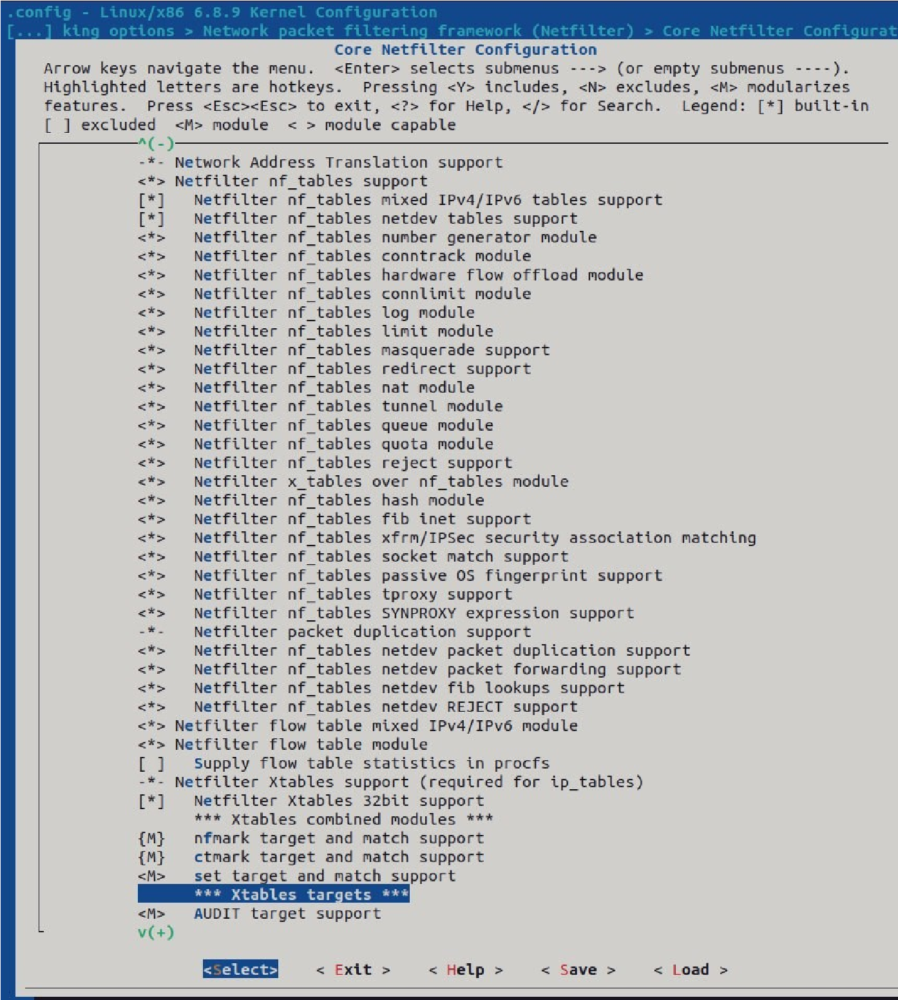 .config - Linux/x86 6.8.9 Kernel Configuration
[...] king options > Network packet filtering framework (Netfilter) > Core Netfilter Configurat
Core Netfilter Configuration
Arrow keys navigate the menu.  <Enter> selects submenus ---> (or empty submenus ----).
Highlighted letters are hotkeys.  Pressing <Y> includes, <N> excludes, <M> modularizes
features.  Press <Esc><Esc> to exit, <?> for Help, </> for Search.  Legend: [*] built-in
[ ] excluded  <M> module  < > module capable
^(-)
-*- Network Address Translation support
<*> Netfilter nf_tables support
[*]   Netfilter nf_tables mixed IPv4/IPv6 tables support
[*]   Netfilter nf_tables netdev tables support
<*>   Netfilter nf_tables number generator module
<*>   Netfilter nf_tables conntrack module
<*>   Netfilter nf_tables hardware flow offload module
<*>   Netfilter nf_tables connlimit module
<*>   Netfilter nf_tables log module
<*>   Netfilter nf_tables limit module
<*>   Netfilter nf_tables masquerade support
<*>   Netfilter nf_tables redirect support
<*>   Netfilter nf_tables nat module
<*>   Netfilter nf_tables tunnel module
<*>   Netfilter nf_tables queue module
<*>   Netfilter nf_tables quota module
<*>   Netfilter nf_tables reject support
<*>   Netfilter x_tables over nf_tables module
<*>   Netfilter nf_tables hash module
<*>   Netfilter nf_tables fib inet support
<*>   Netfilter nf_tables xfrm/IPSec security association matching
<*>   Netfilter nf_tables socket match support
<*>   Netfilter nf_tables passive OS fingerprint support
<*>   Netfilter nf_tables tproxy support
<*>   Netfilter nf_tables SYNPROXY expression support
-*-   Netfilter packet duplication support
<*>   Netfilter nf_tables netdev packet duplication support
<*>   Netfilter nf_tables netdev packet forwarding support
<*>   Netfilter nf_tables netdev fib lookups support
<*>   Netfilter nf_tables netdev REJECT support
<*> Netfilter flow table mixed IPv4/IPv6 module
<*> Netfilter flow table module
[ ]   Supply flow table statistics in procfs
-*- Netfilter Xtables support (required for ip_tables)
[*]   Netfilter Xtables 32bit support
*** Xtables combined modules ***
{M}   nfmark target and match support
{M}   ctmark target and match support
<M>   set target and match support
*** Xtables targets ***
<M>   AUDIT target support
v(+)
<Select>    < Exit >    < Help >    < Save >    < Load >